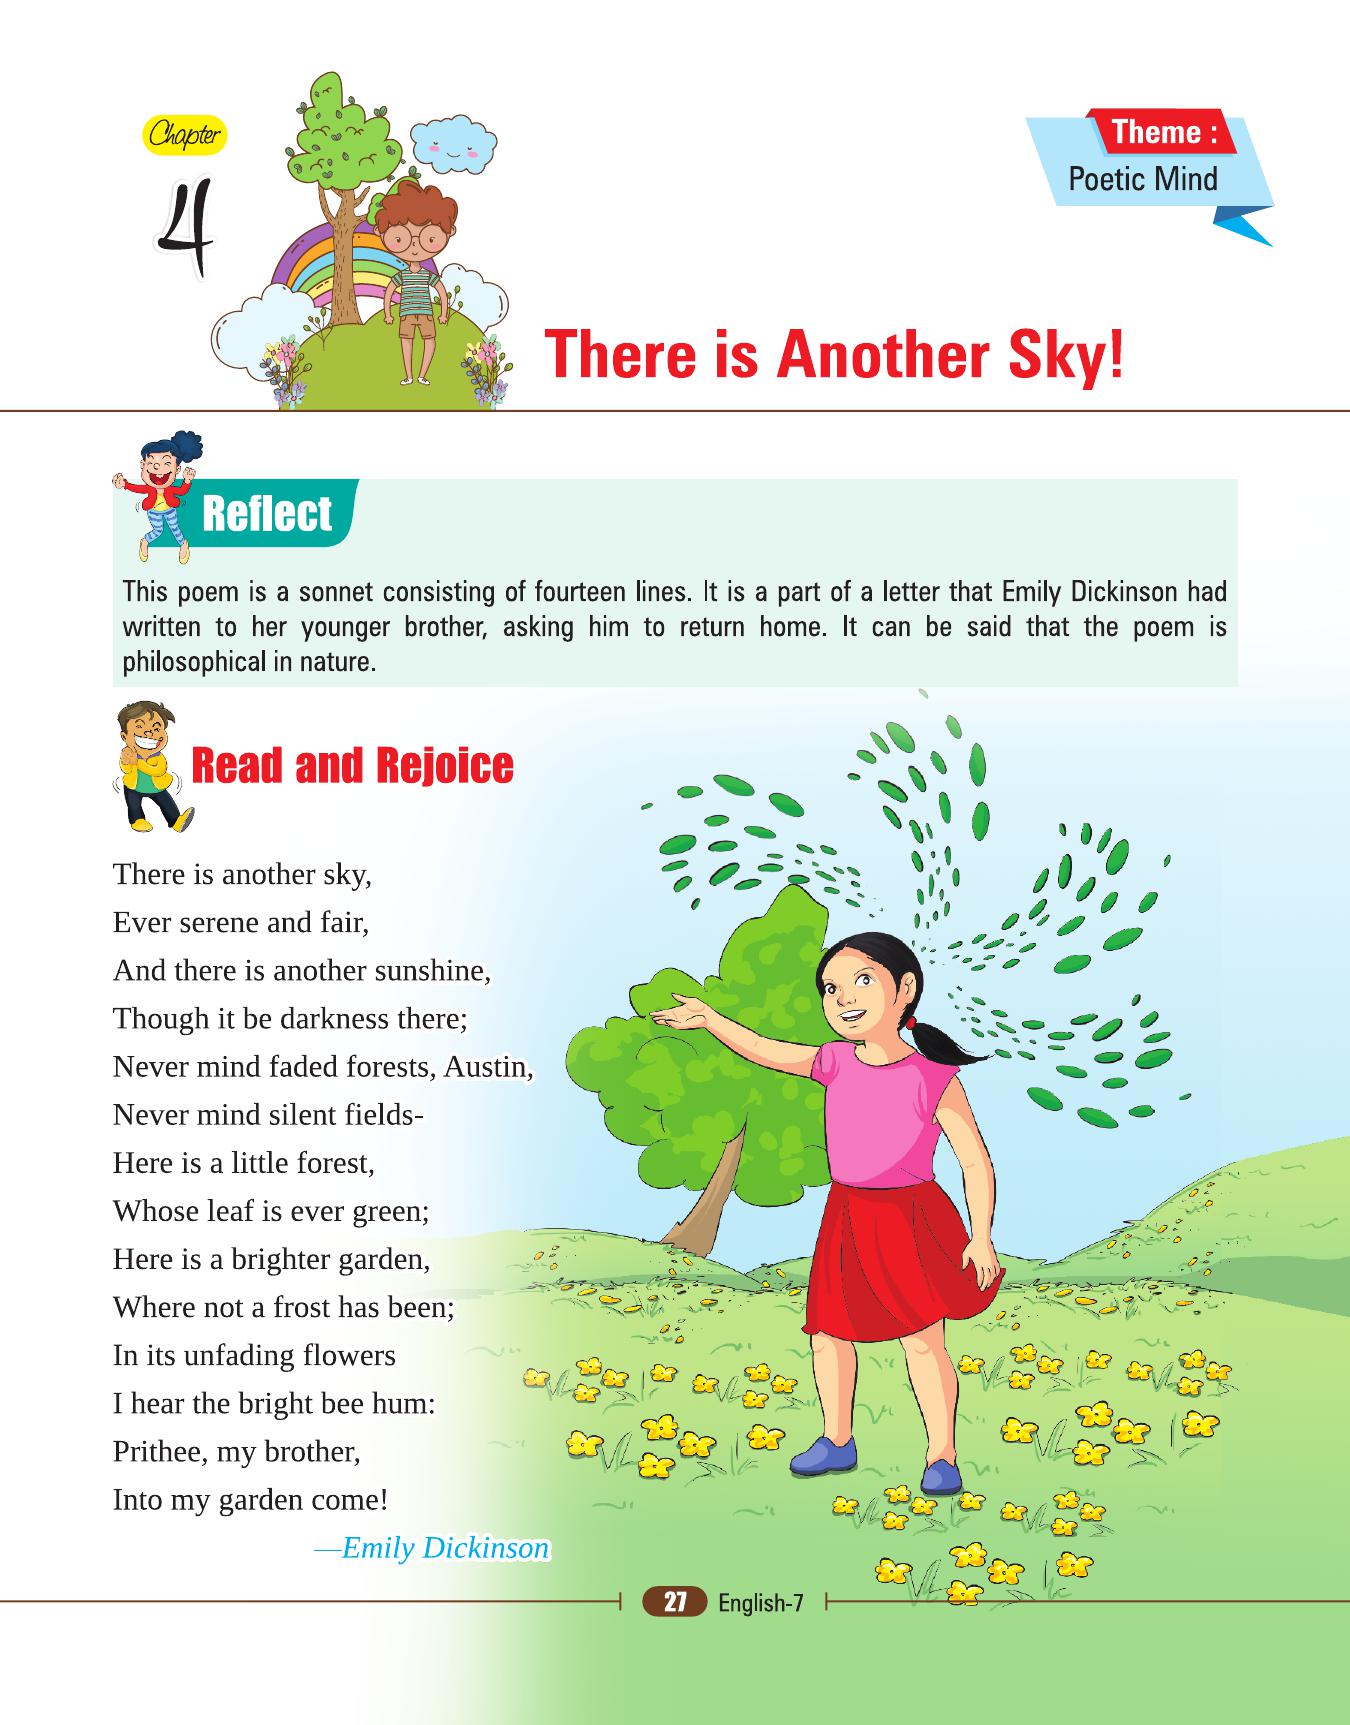 Chapter
4
Theme :
Poetic Mind
There is Another Sky!
Reflect
This poem is a sonnet consisting of fourteen lines. It is a part of a letter that Emily Dickinson had
written to her younger brother, asking him to return home. It can be said that the poem is
philosophical in nature.
Read and Rejoice
There is another sky,
Ever serene and fair,
And there is another sunshine,
Though it be darkness there;
Never mind faded forests, Austin,
Never mind silent fields-
Here is a little forest,
Whose leaf is ever green;
Here is a brighter garden,
Where not a frost has been;
In its unfading flowers
I hear the bright bee hum:
Prithee, my brother,
Into my garden come!
—Emily Dickinson
27 English-7